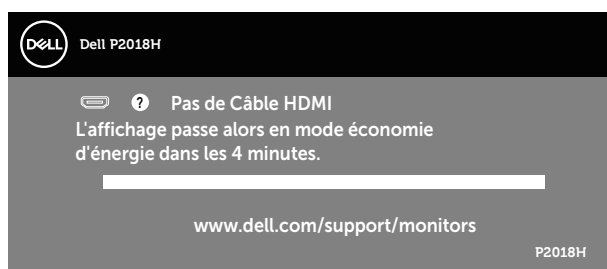 DELL Dell P2018H
? Pas de Câble HDMI
L'affichage passe alors en mode économie
d'énergie dans les 4 minutes.
www.dell.com/support/monitors
P2018H